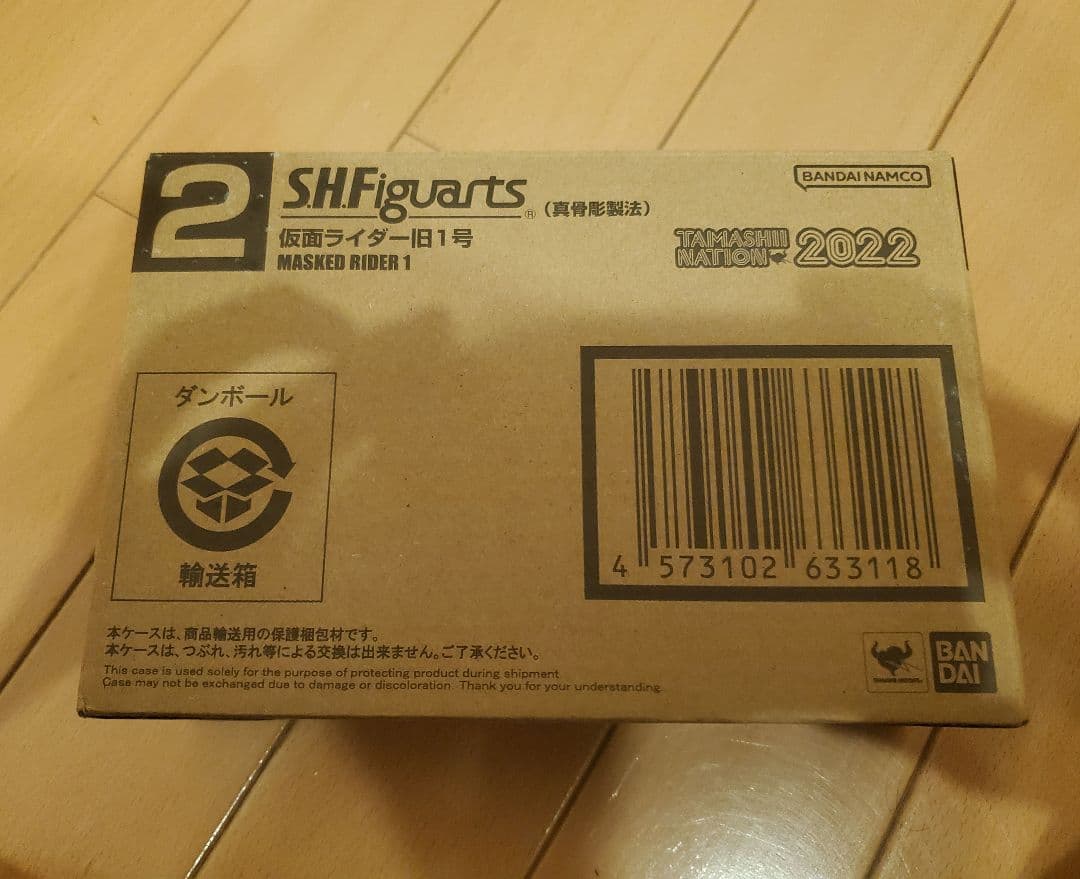 2
S.H.Figuarts® (真骨彫製法)
仮面ライダー旧1号
MASKED RIDER 1
BANDAI NAMCO
TAMASHII
NATION 2022
ダンボール
輸送箱
4 573102 633118
本ケースは、商品輸送用の保護梱包材です。
本ケースは、つぶれ、汚れ等による交換は出来ません。ご了承ください。
This case is used solely for the purpose of protecting product during shipment
Case may not be exchanged due to damage or discoloration. Thank you for your understanding.
BAN
DAI